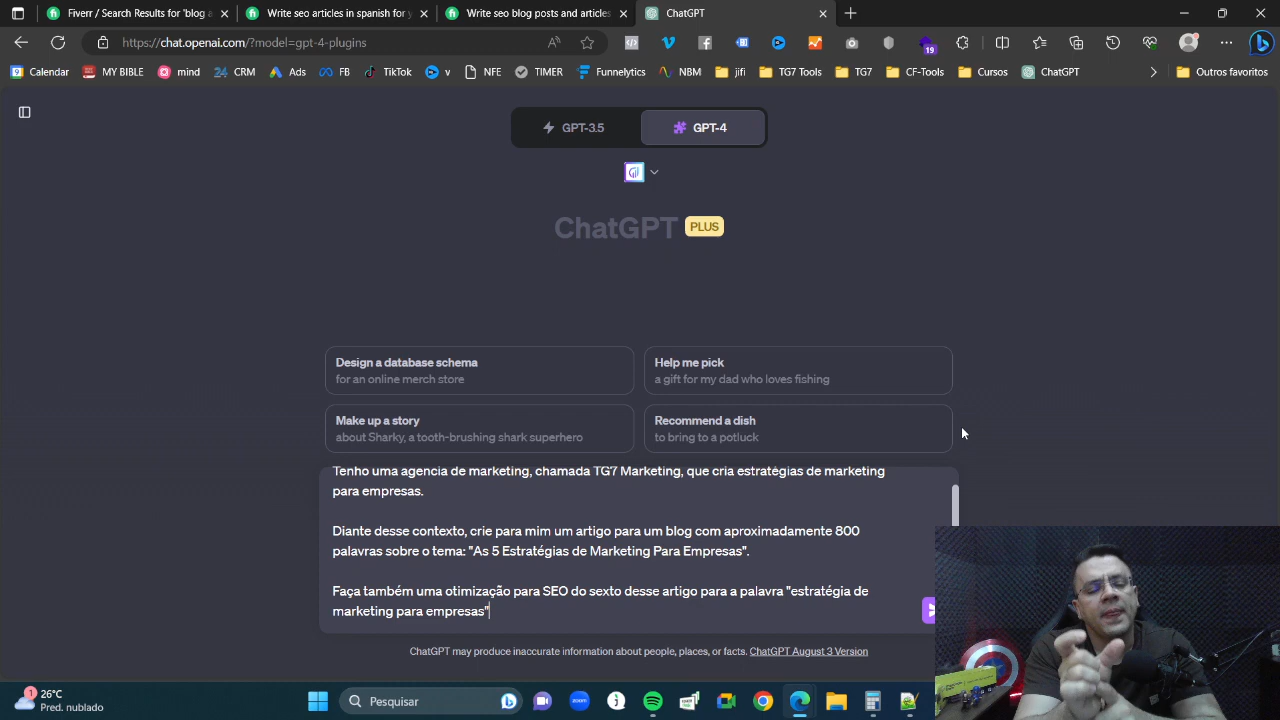 Fiverr / Search Results for 'blog a
Write seo articles in spanish for y
Write seo blog posts and articles
ChatGPT
https://chat.openai.com/?model=gpt-4-plugins
19
Calendar
MY BIBLE
mind
CRM
Ads
FB
TikTok
v
NFE
TIMER
Funnelytics
NBM
jifi
TG7 Tools
TG7
CF-Tools
Cursos
ChatGPT
Outros favoritos
GPT-3.5
GPT-4
ChatGPT PLUS
Design a database schema
for an online merch store
Help me pick
a gift for my dad who loves fishing
Make up a story
about Sharky, a tooth-brushing shark superhero
Recommend a dish
to bring to a potluck
Tenho uma agencia de marketing, chamada TG7 Marketing, que cria estratégias de marketing
para empresas.
Diante desse contexto, crie para mim um artigo para um blog com aproximadamente 800
palavras sobre o tema: "As 5 Estratégias de Marketing Para Empresas".
Faça também uma otimização para SEO do sexto desse artigo para a palavra "estratégia de
marketing para empresas"
ChatGPT may produce inaccurate information about people, places, or facts. ChatGPT August 3 Version
1
26°C
Pred. nublado
Pesquisar
zoom